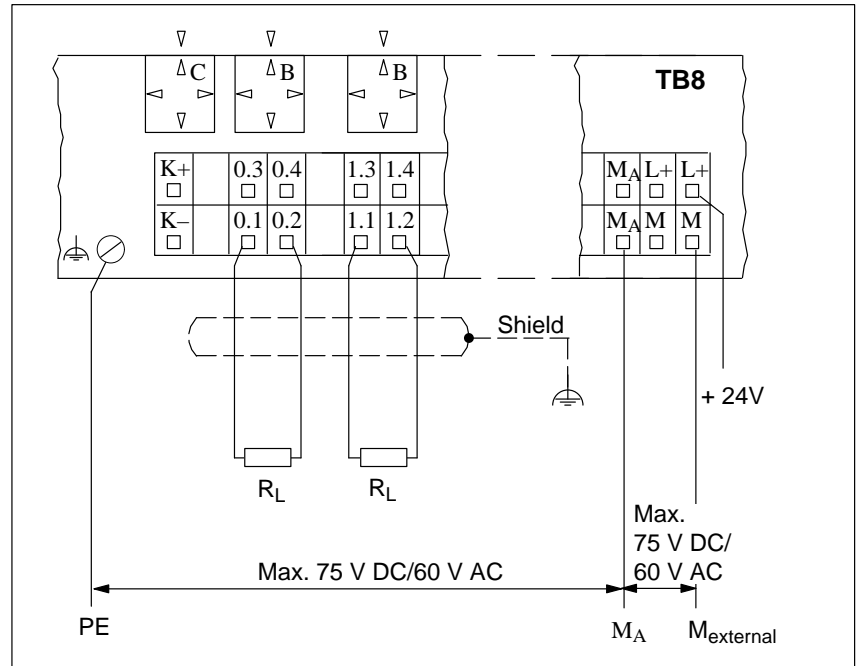 C B B TB8
K+ 0.3 0.4 1.3 1.4 MA L+ L+
K– 0.1 0.2 1.1 1.2 MA M M
Shield
+ 24V
RL RL
Max.
75 V DC/
60 V AC
Max. 75 V DC/60 V AC
PE MA Mexternal